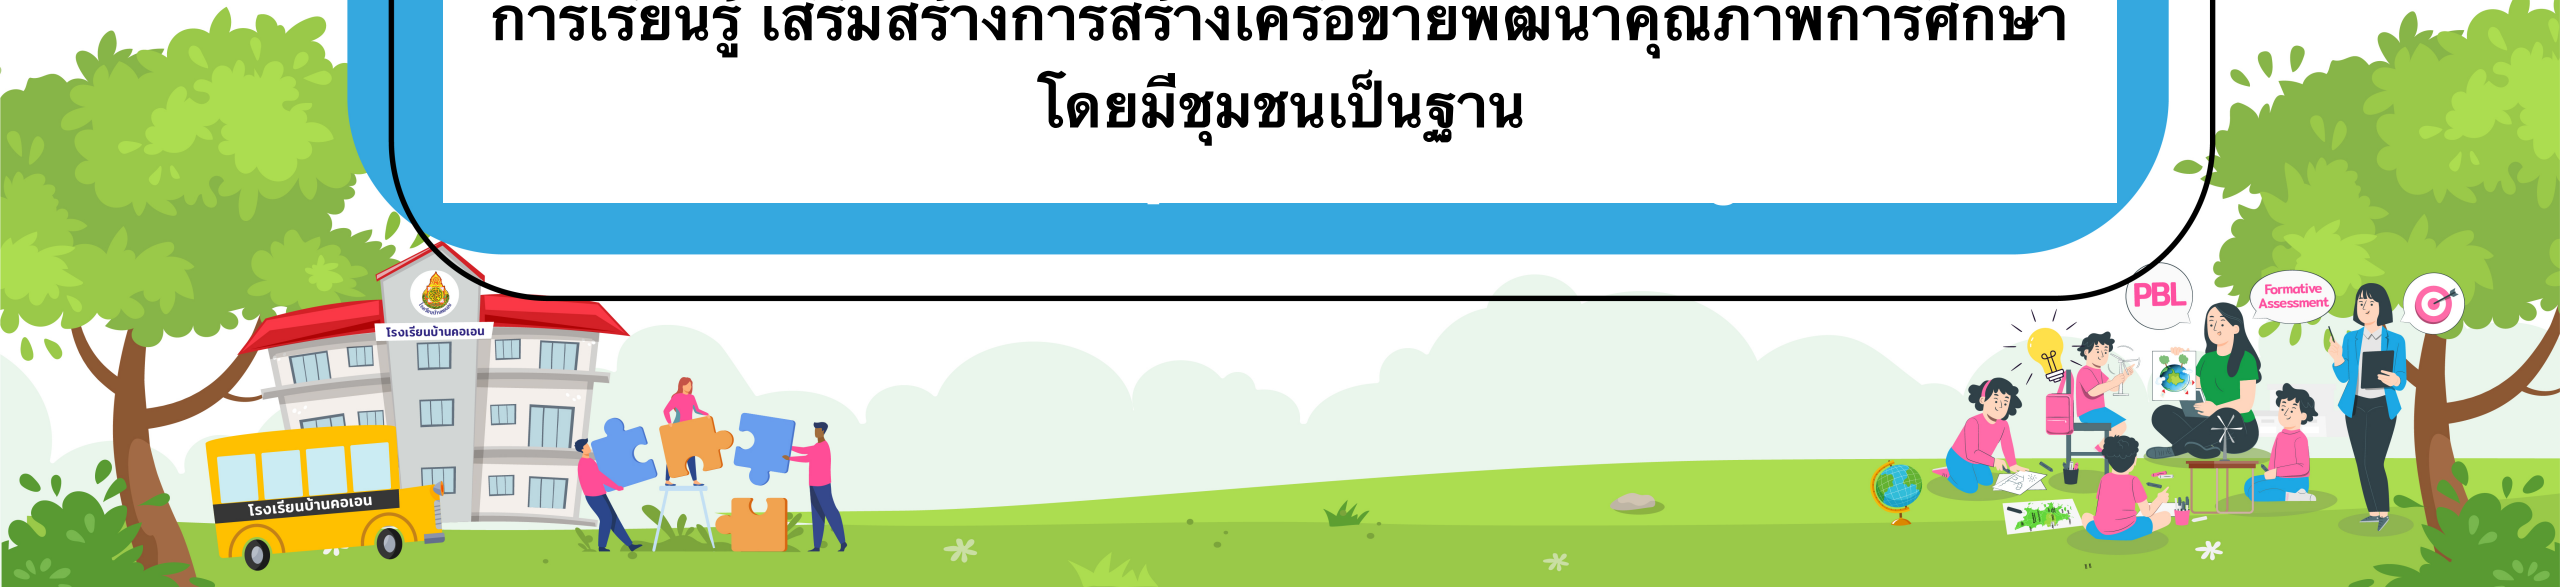 การเรียนรู้ เสริมสร้างการสร้างเครือข่ายพัฒนาคุณภาพการศึกษา
โดยมีชุมชนเป็นฐาน
PBL
Formative
Assessment
โรงเรียนบ้านคอเอน
โรงเรียนบ้านคอเอน